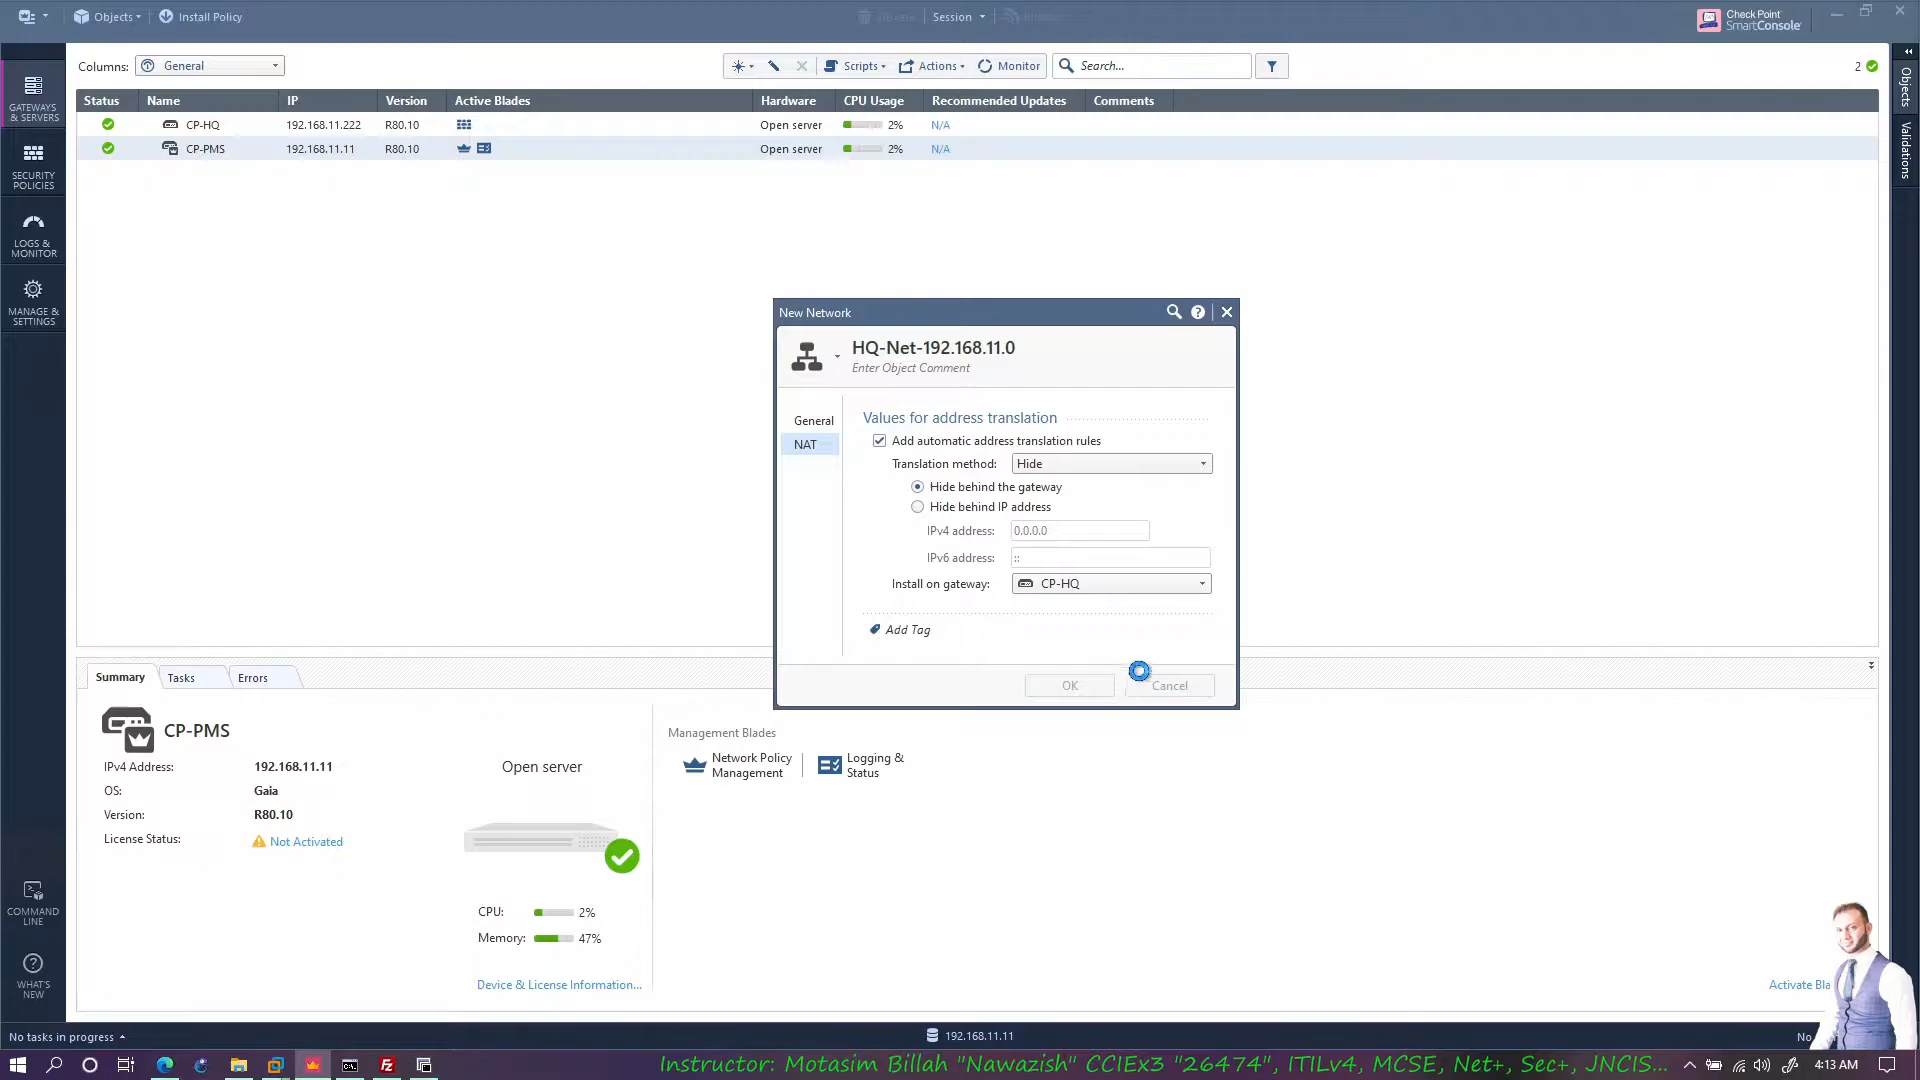 Objects
Install Policy
Session
Check Point
SmartConsole
Columns:
General
Scripts
Actions
Monitor
Search...
2
Status Name IP Version Active Blades Hardware CPU Usage Recommended Updates Comments
CP-HQ 192.168.11.222 R80.10 Open server 2% N/A
CP-PMS 192.168.11.11 R80.10 Open server 2% N/A
GATEWAYS
& SERVERS
SECURITY
POLICIES
LOGS &
MONITOR
MANAGE &
SETTINGS
COMMAND
LINE
WHAT'S
NEW
Objects
Validations
New Network
HQ-Net-192.168.11.0
Enter Object Comment
General
NAT
Values for address translation
Add automatic address translation rules
Translation method: Hide
Hide behind the gateway
Hide behind IP address
IPv4 address: 0.0.0.0
IPv6 address: ::
Install on gateway: CP-HQ
Add Tag
OK
Cancel
Summary
Tasks
Errors
CP-PMS
IPv4 Address: 192.168.11.11
OS: Gaia
Version: R80.10
License Status: Not Activated
Open server
CPU: 2%
Memory: 47%
Device & License Information...
Management Blades
Network Policy
Management
Logging &
Status
Activate Bla
No tasks in progress
192.168.11.11
No
Instructor: Motasim Billah "Nawazish" CCIEx3 "26474", ITILv4, MCSE, Net+, Sec+, JNCIS...
4:13 AM